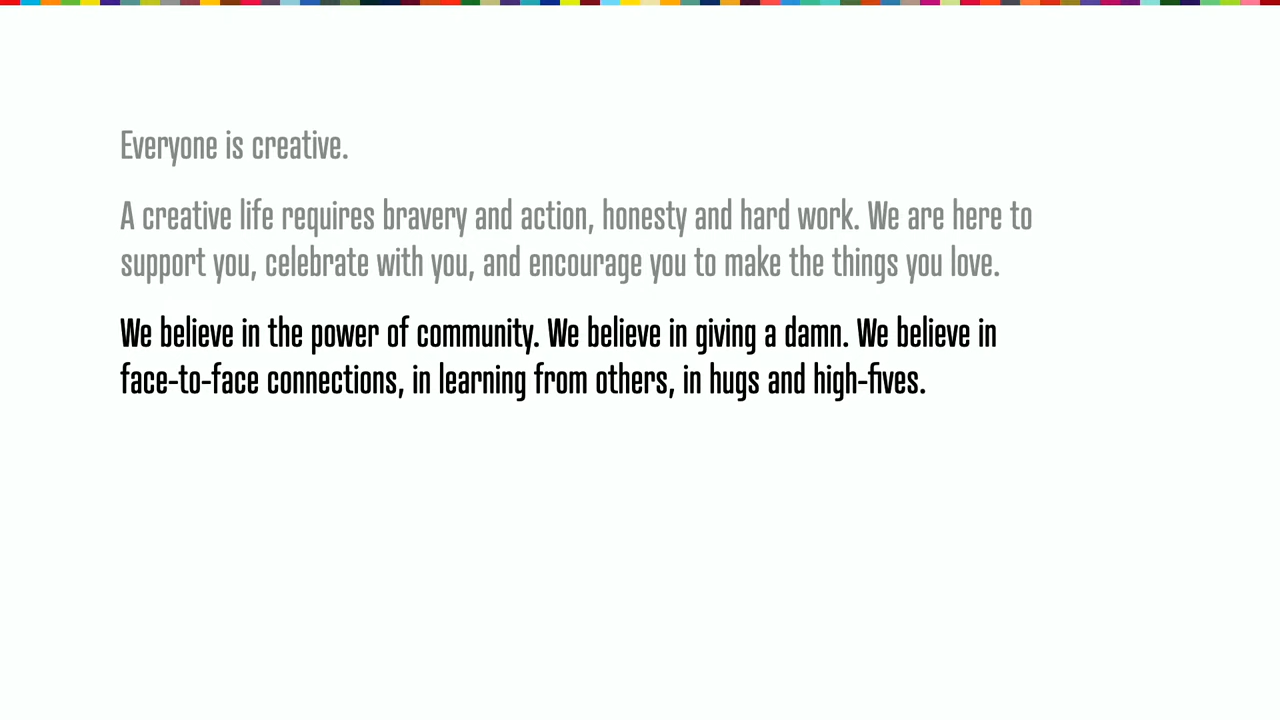 Everyone is creative.
A creative life requires bravery and action, honesty and hard work. We are here to
support you, celebrate with you, and encourage you to make the things you love.
We believe in the power of community. We believe in giving a damn. We believe in
face-to-face connections, in learning from others, in hugs and high-fives.